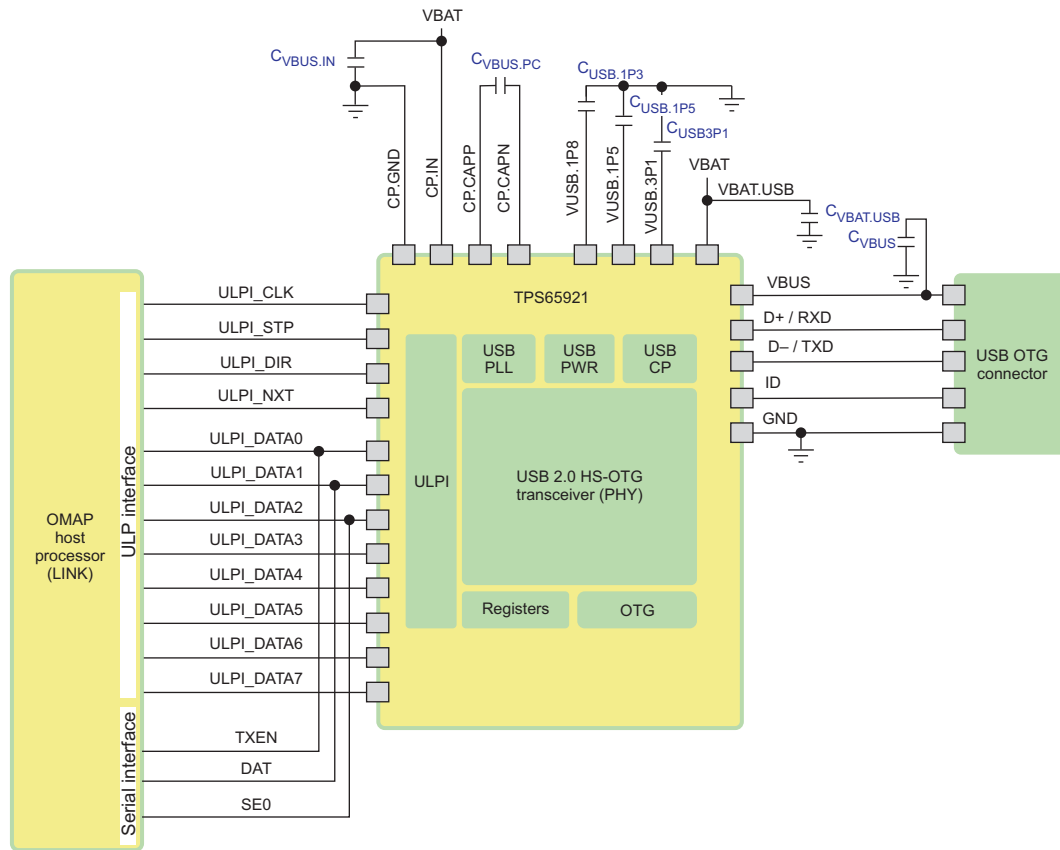 VBAT
CVBUS.IN
CVBUS.PC
CUSB.1P3
CUSB.1P5
CUSB3P1
CP.GND
CP.IN
CP.CAPP
CP.CAPN
VUSB.1P8
VUSB.1P5
VUSB.3P1
VBAT
VBAT.USB
CVBAT.USB
CVBUS
TPS65921
ULPI
USB
PLL
USB
PWR
USB
CP
USB 2.0 HS-OTG
transceiver (PHY)
Registers
OTG
VBUS
D+ / RXD
D– / TXD
ID
GND
USB OTG
connector
OMAP
host
processor
(LINK)
ULP interface
Serial interface
ULPI_CLK
ULPI_STP
ULPI_DIR
ULPI_NXT
ULPI_DATA0
ULPI_DATA1
ULPI_DATA2
ULPI_DATA3
ULPI_DATA4
ULPI_DATA5
ULPI_DATA6
ULPI_DATA7
TXEN
DAT
SE0